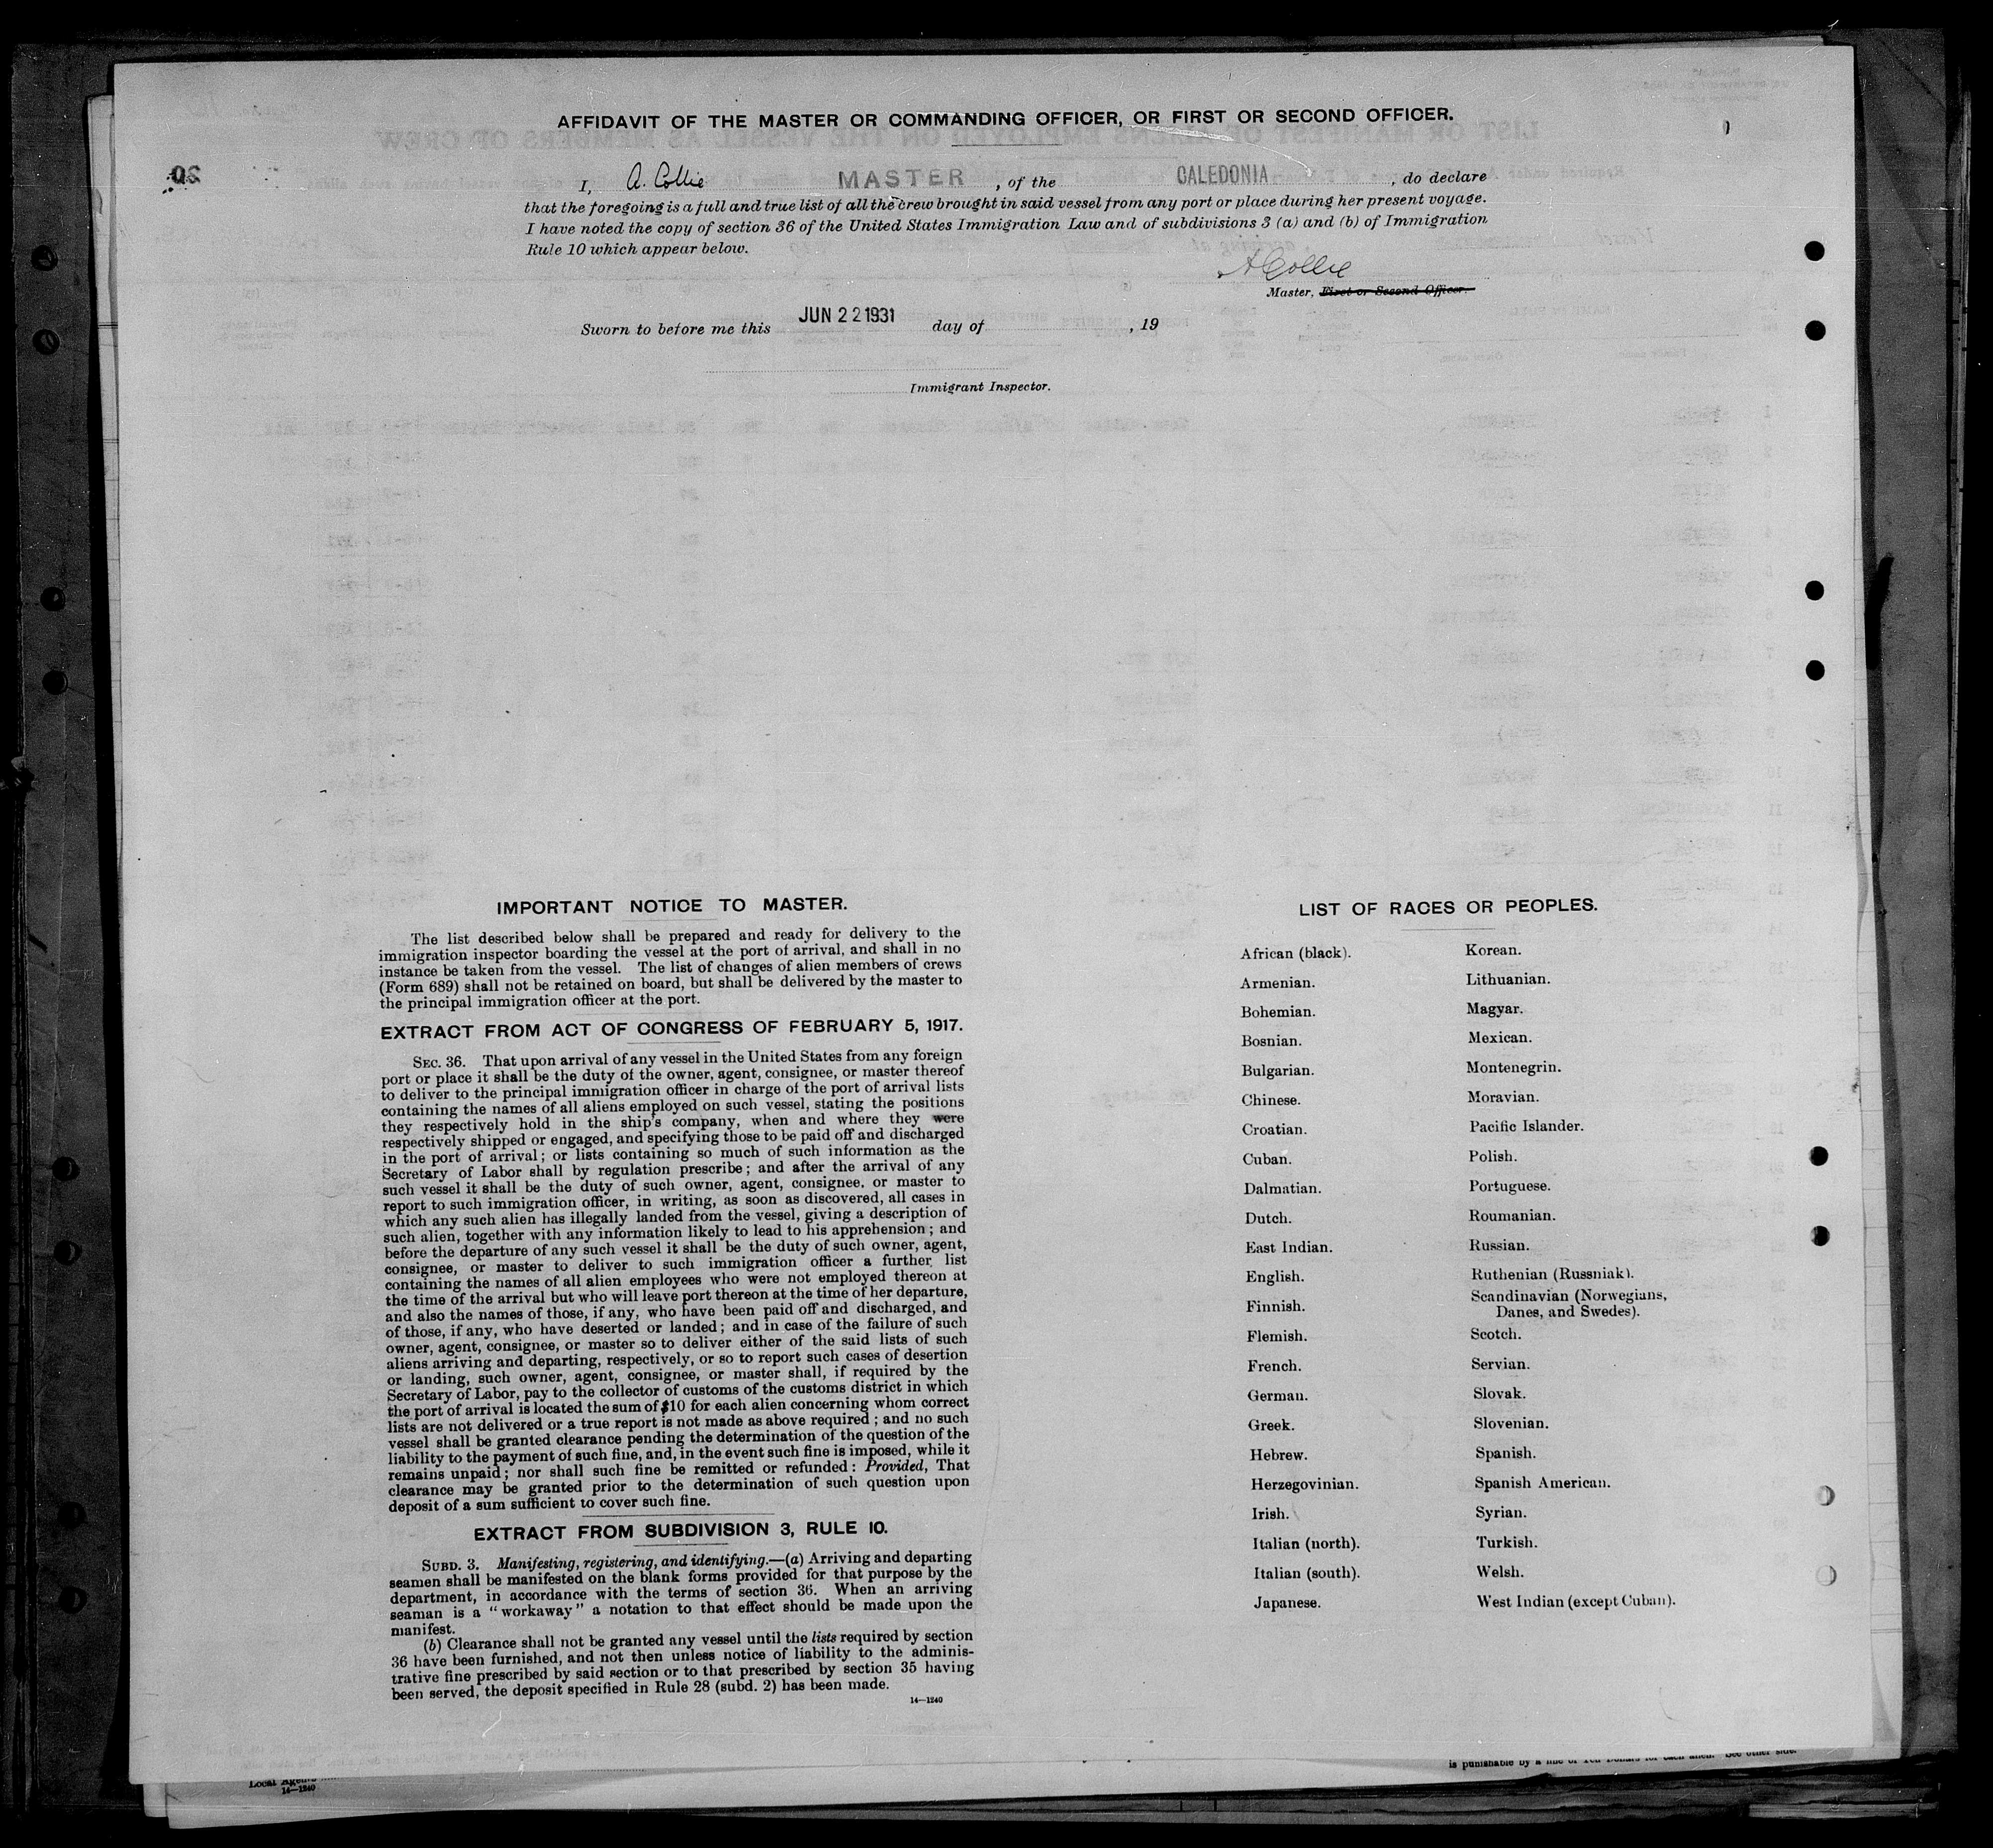 AFFIDAVIT OF THE MASTER OR COMMANDING OFFICER, OR FIRST OR SECOND OFFICER.
I, A. Collie MASTER, of the CALEDONIA, do declare
that the foregoing is a full and true list of all the crew brought in said vessel from any port or place during her present voyage.
I have noted the copy of section 36 of the United States Immigration Law and of subdivisions 3 (a) and (b) of Immigration
Rule 10 which appear below.
A Collie
Master, First or Second Officer.
Sworn to before me this JUN 22 1931 day of , 19
Immigrant Inspector.
IMPORTANT NOTICE TO MASTER.
The list described below shall be prepared and ready for delivery to the
immigration inspector boarding the vessel at the port of arrival, and shall in no
instance be taken from the vessel. The list of changes of alien members of crews
(Form 689) shall not be retained on board, but shall be delivered by the master to
the principal immigration officer at the port.
EXTRACT FROM ACT OF CONGRESS OF FEBRUARY 5, 1917.
SEC. 36. That upon arrival of any vessel in the United States from any foreign
port or place it shall be the duty of the owner, agent, consignee, or master thereof
to deliver to the principal immigration officer in charge of the port of arrival lists
containing the names of all aliens employed on such vessel, stating the positions
they respectively hold in the ship's company, when and where they were
respectively shipped or engaged, and specifying those to be paid off and discharged
in the port of arrival; or lists containing so much of such information as the
Secretary of Labor shall by regulation prescribe; and after the arrival of any
such vessel it shall be the duty of such owner, agent, consignee, or master to
report to such immigration officer, in writing, as soon as discovered, all cases in
which any such alien has illegally landed from the vessel, giving a description of
such alien, together with any information likely to lead to his apprehension; and
before the departure of any such vessel it shall be the duty of such owner, agent,
consignee, or master to deliver to such immigration officer a further list
containing the names of all alien employees who were not employed thereon at
the time of the arrival but who will leave port thereon at the time of her departure,
and also the names of those, if any, who have been paid off and discharged, and
of those, if any, who have deserted or landed; and in case of the failure of such
owner, agent, consignee, or master so to deliver either of the said lists of such
aliens arriving and departing, respectively, or so to report such cases of desertion
or landing, such owner, agent, consignee, or master shall, if required by the
Secretary of Labor, pay to the collector of customs of the customs district in which
the port of arrival is located the sum of $10 for each alien concerning whom correct
lists are not delivered or a true report is not made as above required; and no such
vessel shall be granted clearance pending the determination of the question of the
liability to the payment of such fine, and, in the event such fine is imposed, while it
remains unpaid; nor shall such fine be remitted or refunded: Provided, That
clearance may be granted prior to the determination of such question upon
deposit of a sum sufficient to cover such fine.
EXTRACT FROM SUBDIVISION 3, RULE 10.
SUBD. 3. Manifesting, registering, and identifying.—(a) Arriving and departing
seamen shall be manifested on the blank forms provided for that purpose by the
department, in accordance with the terms of section 36. When an arriving
seaman is a "workaway" a notation to that effect should be made upon the
manifest.
(b) Clearance shall not be granted any vessel until the lists required by section
36 have been furnished, and not then unless notice of liability to the adminis-
trative fine prescribed by said section or to that prescribed by section 35 having
been served, the deposit specified in Rule 28 (subd. 2) has been made.
14—1240
LIST OF RACES OR PEOPLES.
African (black).
Armenian.
Bohemian.
Bosnian.
Bulgarian.
Chinese.
Croatian.
Cuban.
Dalmatian.
Dutch.
East Indian.
English.
Finnish.
Flemish.
French.
German.
Greek.
Hebrew.
Herzegovinian.
Irish.
Italian (north).
Italian (south).
Japanese.
Korean.
Lithuanian.
Magyar.
Mexican.
Montenegrin.
Moravian.
Pacific Islander.
Polish.
Portuguese.
Roumanian.
Russian.
Ruthenian (Russniak).
Scandinavian (Norwegians,
Danes, and Swedes).
Scotch.
Servian.
Slovak.
Slovenian.
Spanish.
Spanish American.
Syrian.
Turkish.
Welsh.
West Indian (except Cuban).
Local Agents
14—1240
is punishable by a fine of Ten Dollars for each alien. See other side.